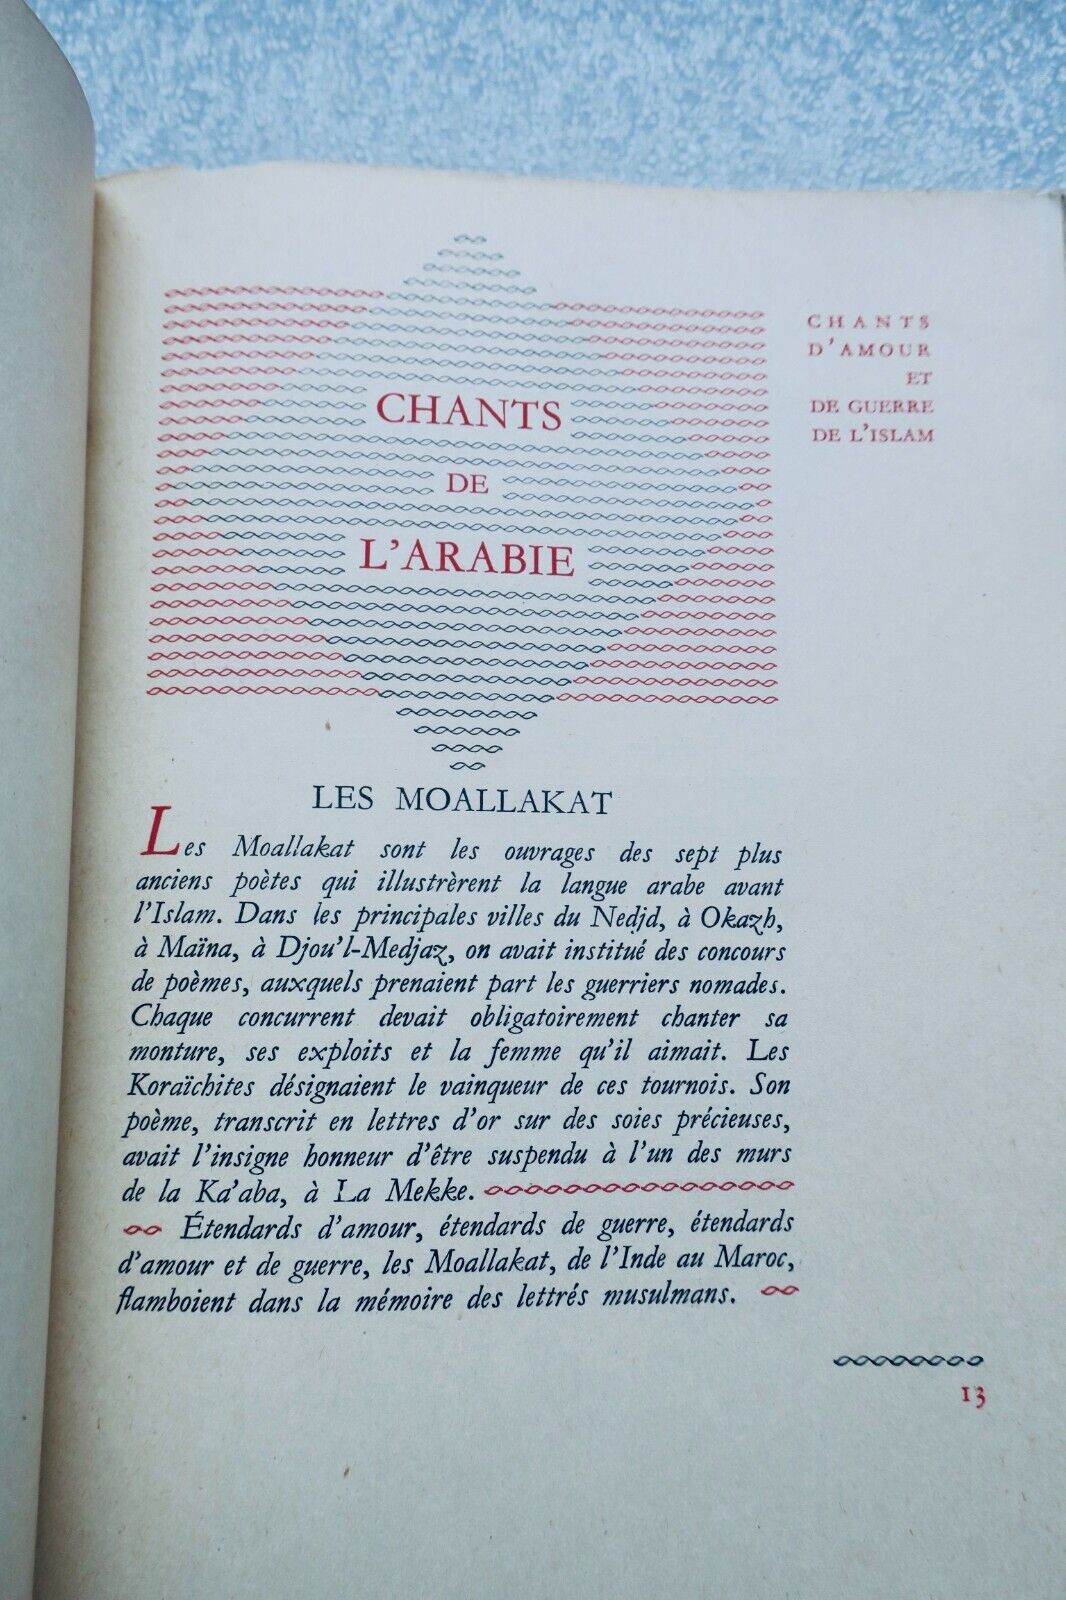 CHANTS
DE
L'ARABIE
CHANTS
D'AMOUR
ET
DE GUERRE
DE L'ISLAM
LES MOALLAKAT
Les Moallakat sont les ouvrages des sept plus
anciens poètes qui illustrèrent la langue arabe avant
l'Islam. Dans les principales villes du Nedjd, à Okazh,
à Maïna, à Djou'l-Medjaz, on avait institué des concours
de poèmes, auxquels prenaient part les guerriers nomades.
Chaque concurrent devait obligatoirement chanter sa
monture, ses exploits et la femme qu'il aimait. Les
Koraïchites désignaient le vainqueur de ces tournois. Son
poème, transcrit en lettres d'or sur des soies précieuses,
avait l'insigne honneur d'être suspendu à l'un des murs
de la Ka'aba, à La Mekke.
Étendards d'amour, étendards de guerre, étendards
d'amour et de guerre, les Moallakat, de l'Inde au Maroc,
flamboient dans la mémoire des lettrés musulmans.
13